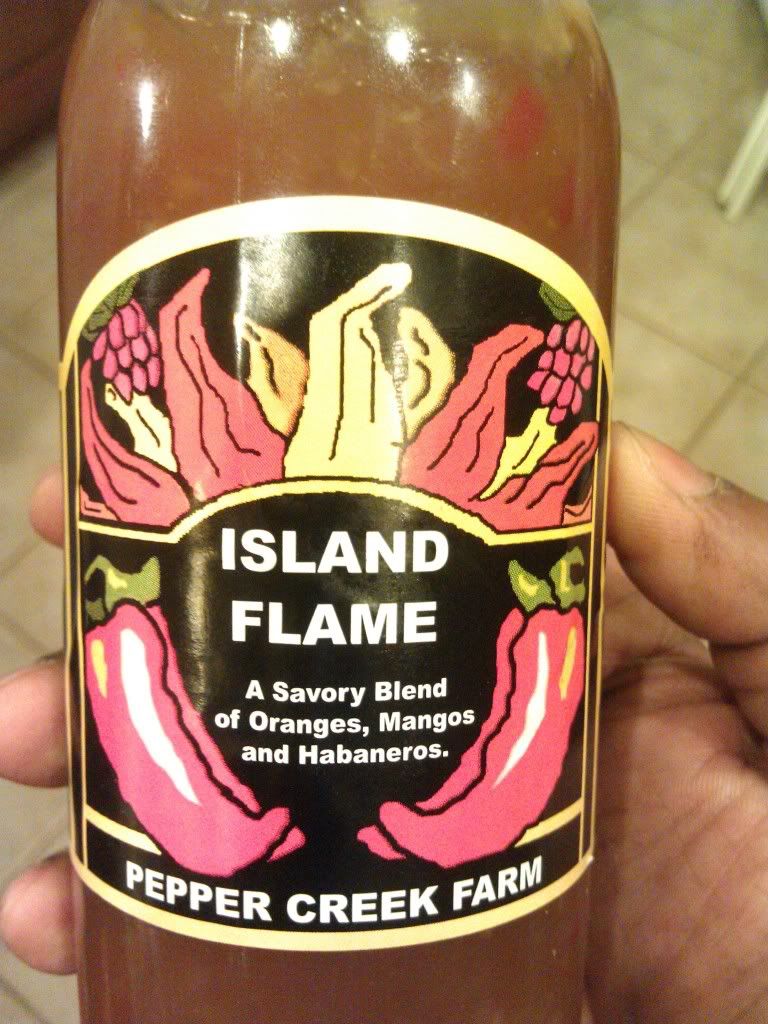 ISLAND
FLAME
A Savory Blend
of Oranges, Mangos
and Habaneros.
PEPPER CREEK FARM